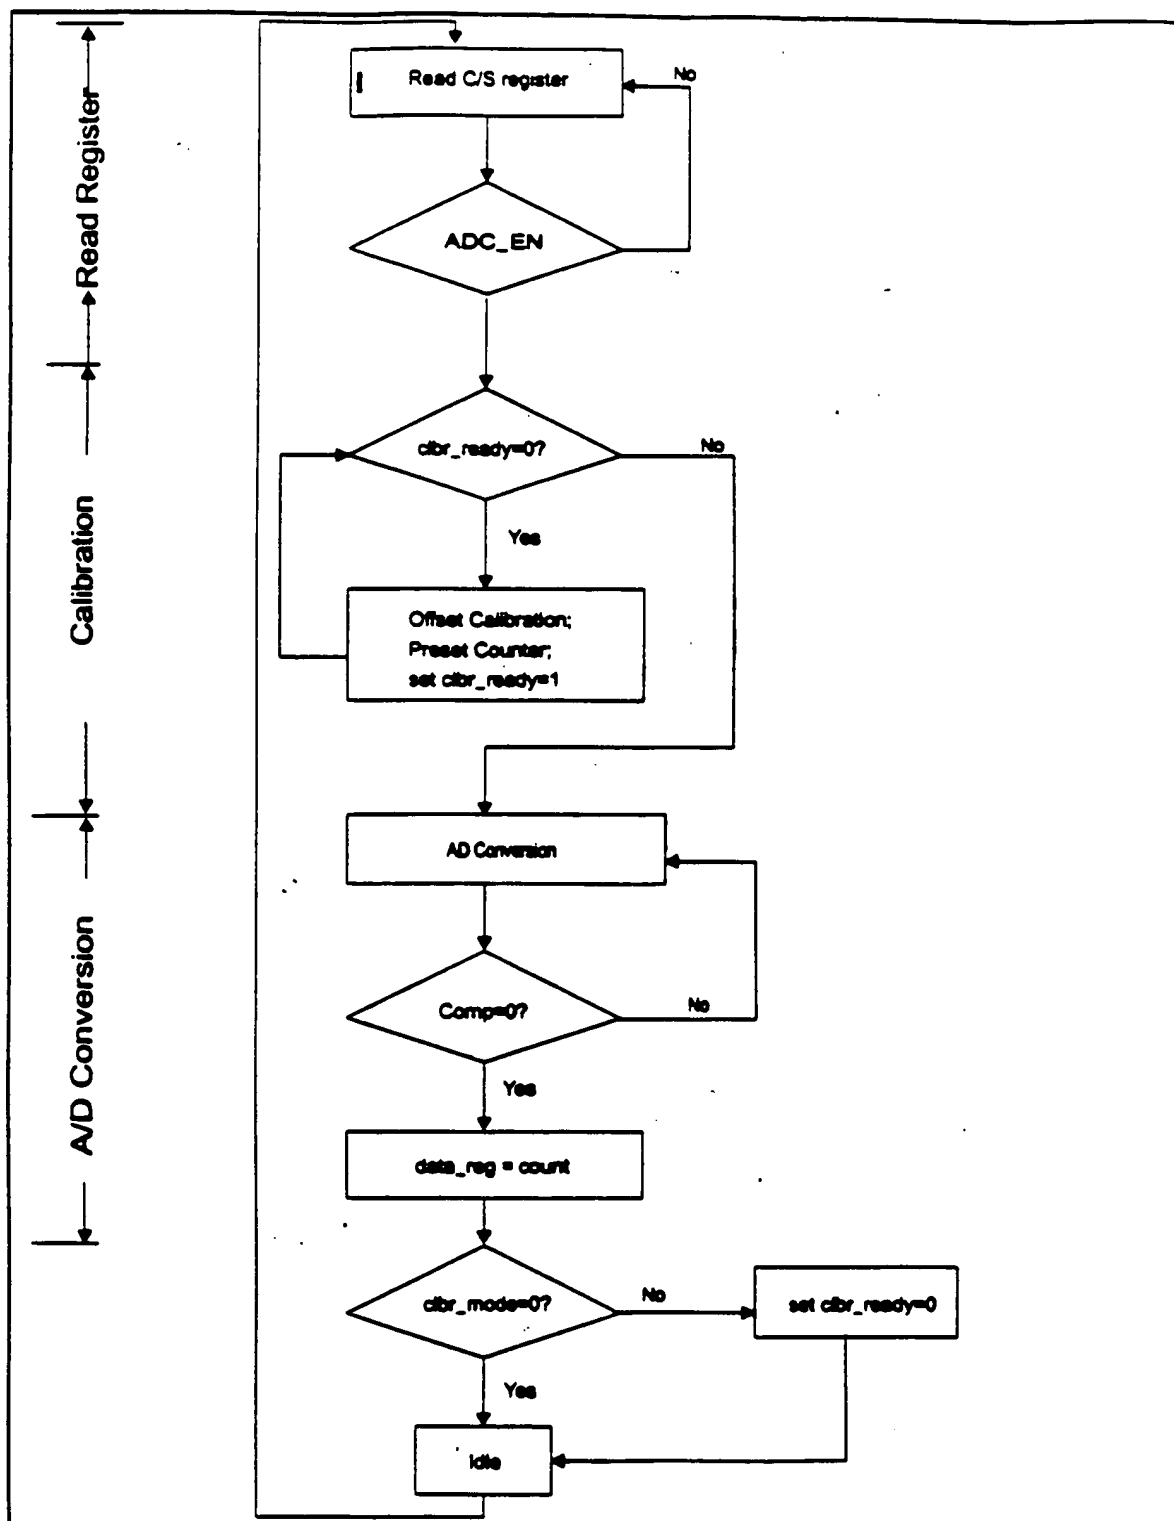 Read Register
Read C/S register
No
ADC_EN
Calibration
clbr_ready=0?
No
Yes
Offset Calibration;
Preset Counter;
set clbr_ready=1
A/D Conversion
AD Conversion
Comp=0?
No
Yes
data_reg = count
clbr_mode=0?
No
set clbr_ready=0
Yes
Idle